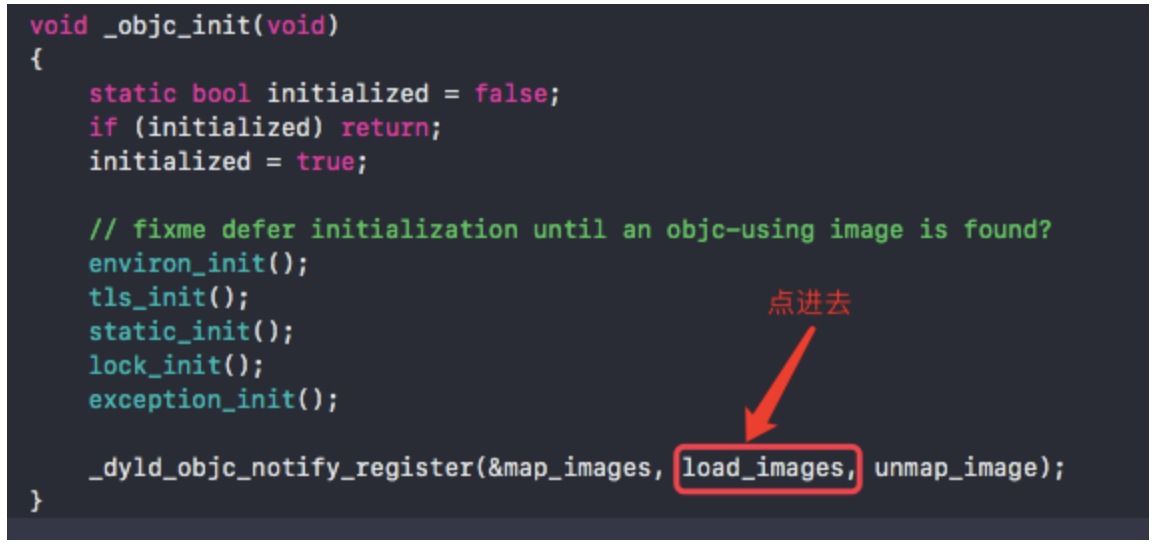 void _objc_init(void)
{
    static bool initialized = false;
    if (initialized) return;
    initialized = true;
    // fixme defer initialization until an objc-using image is found?
    environ_init();
    tls_init();
    static_init();
    lock_init();
    exception_init();
点进去
    _dyld_objc_notify_register(&map_images, load_images, unmap_image);
}